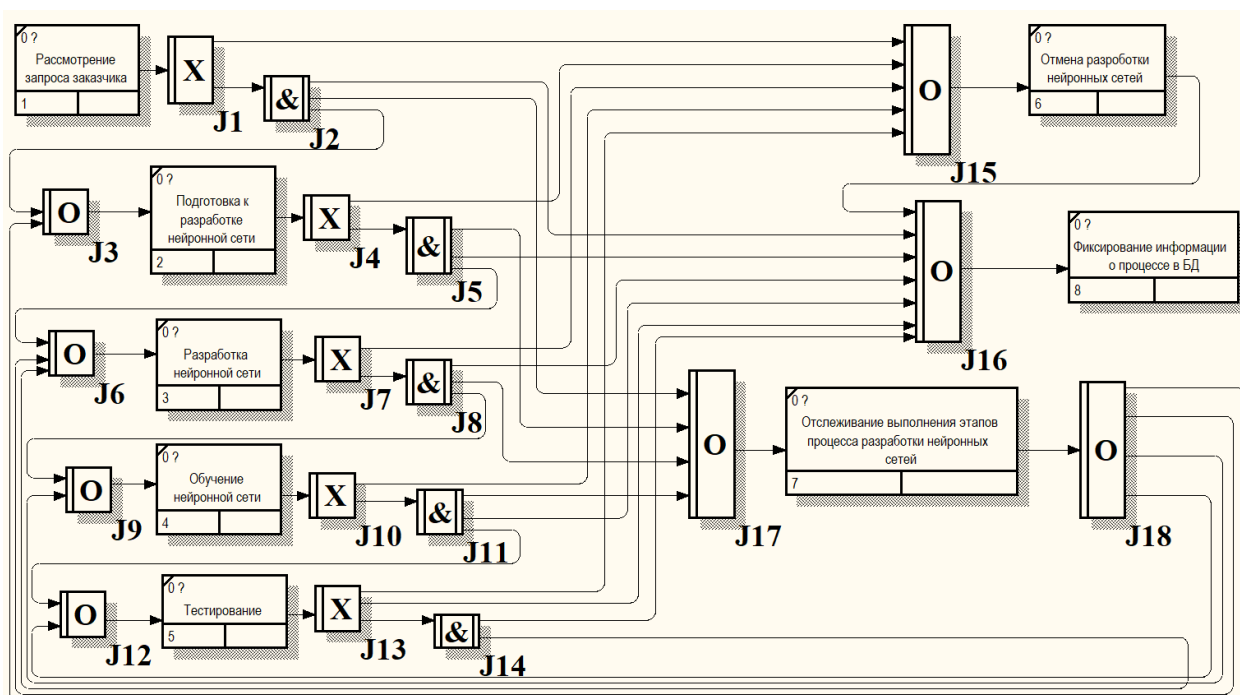 0 ?
Рассмотрение
запроса заказчика
1
X
J1
&
J2
O
J15
0 ?
Отмена разроботки
нейронных сетей
6
O
J3
0 ?
Подготовка к
разработке
нейронной сети
2
X
J4
&
J5
O
J16
0 ?
Фиксирование информации
о процессе в БД
8
O
J6
0 ?
Разработка
нейронной сети
3
X
J7
&
J8
O
J17
0 ?
Отслеживание выполнения этапов
процесса разработки нейронных
сетей
7
O
J18
O
J9
0 ?
Обучение
нейронной сети
4
X
J10
&
J11
O
J12
0 ?
Тестирование
5
X
J13
&
J14